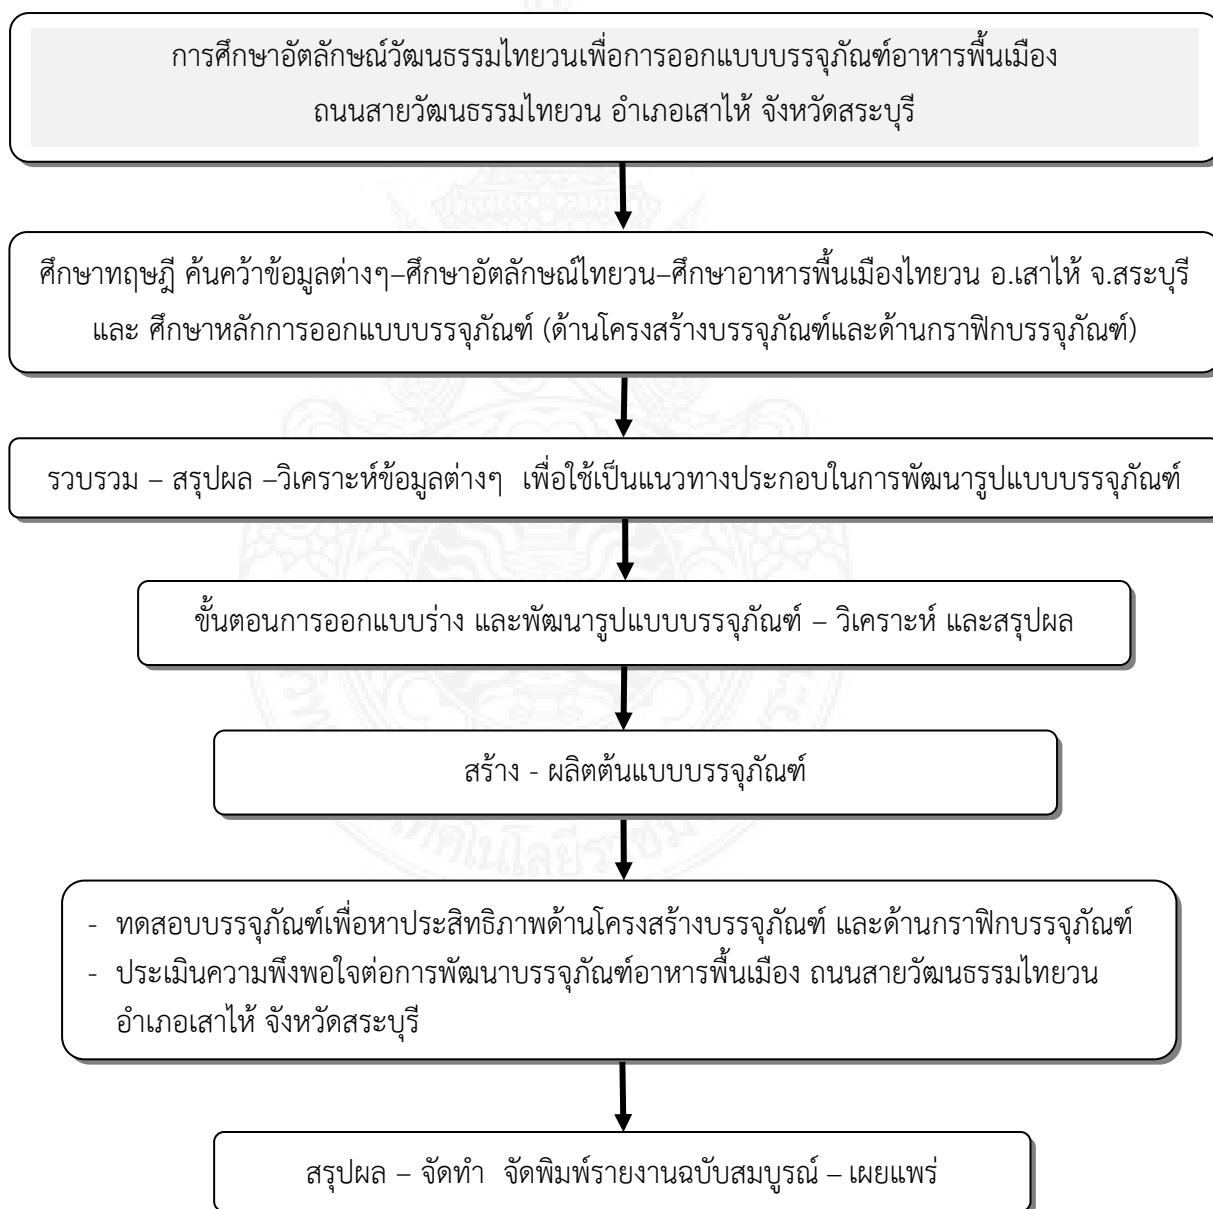 การศึกษาอัตลักษณ์วัฒนธรรมไทยวนเพื่อการออกแบบบรรจุภัณฑ์อาหารพื้นเมือง
ถนนสายวัฒนธรรมไทยวน อำเภอเสาไห้ จังหวัดสระบุรี
ศึกษาทฤษฎี ค้นคว้าข้อมูลต่างๆ–ศึกษาอัตลักษณ์ไทยวน–ศึกษาอาหารพื้นเมืองไทยวน อ.เสาไห้ จ.สระบุรี
และ ศึกษาหลักการออกแบบบรรจุภัณฑ์ (ด้านโครงสร้างบรรจุภัณฑ์และด้านกราฟิกบรรจุภัณฑ์)
รวบรวม – สรุปผล –วิเคราะห์ข้อมูลต่างๆ เพื่อใช้เป็นแนวทางประกอบในการพัฒนารูปแบบบรรจุภัณฑ์
ขั้นตอนการออกแบบร่าง และพัฒนารูปแบบบรรจุภัณฑ์ – วิเคราะห์ และสรุปผล
สร้าง - ผลิตต้นแบบบรรจุภัณฑ์
- ทดสอบบรรจุภัณฑ์เพื่อหาประสิทธิภาพด้านโครงสร้างบรรจุภัณฑ์ และด้านกราฟิกบรรจุภัณฑ์
- ประเมินความพึงพอใจต่อการพัฒนาบรรจุภัณฑ์อาหารพื้นเมือง ถนนสายวัฒนธรรมไทยวน
อำเภอเสาไห้ จังหวัดสระบุรี
สรุปผล – จัดทำ จัดพิมพ์รายงานฉบับสมบูรณ์ – เผยแพร่